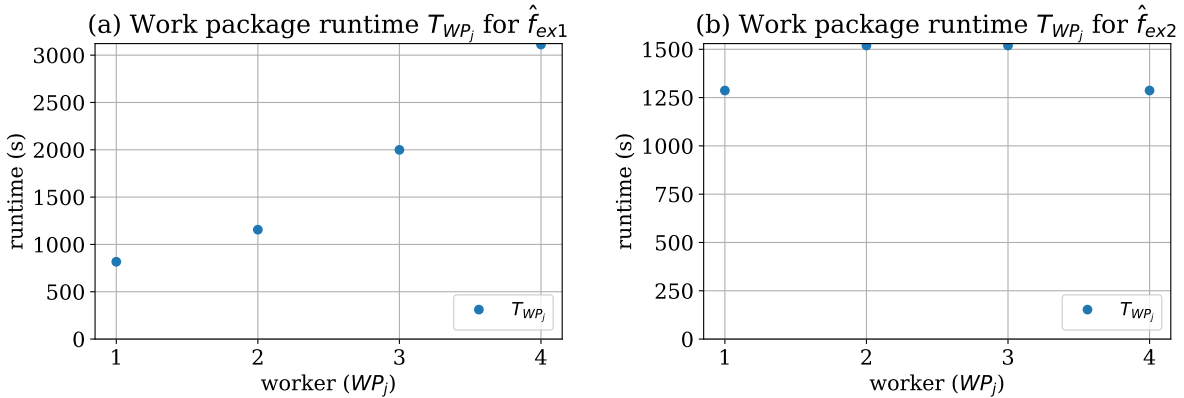 (a) Work package runtime T_{WP_j} for \hat{f}_{ex1}
3000
2500
2000
1500
1000
500
0
runtime (s)
1 2 3 4
worker (WP_j)
T_{WP_j}
(b) Work package runtime T_{WP_j} for \hat{f}_{ex2}
1500
1250
1000
750
500
250
0
runtime (s)
1 2 3 4
worker (WP_j)
T_{WP_j}